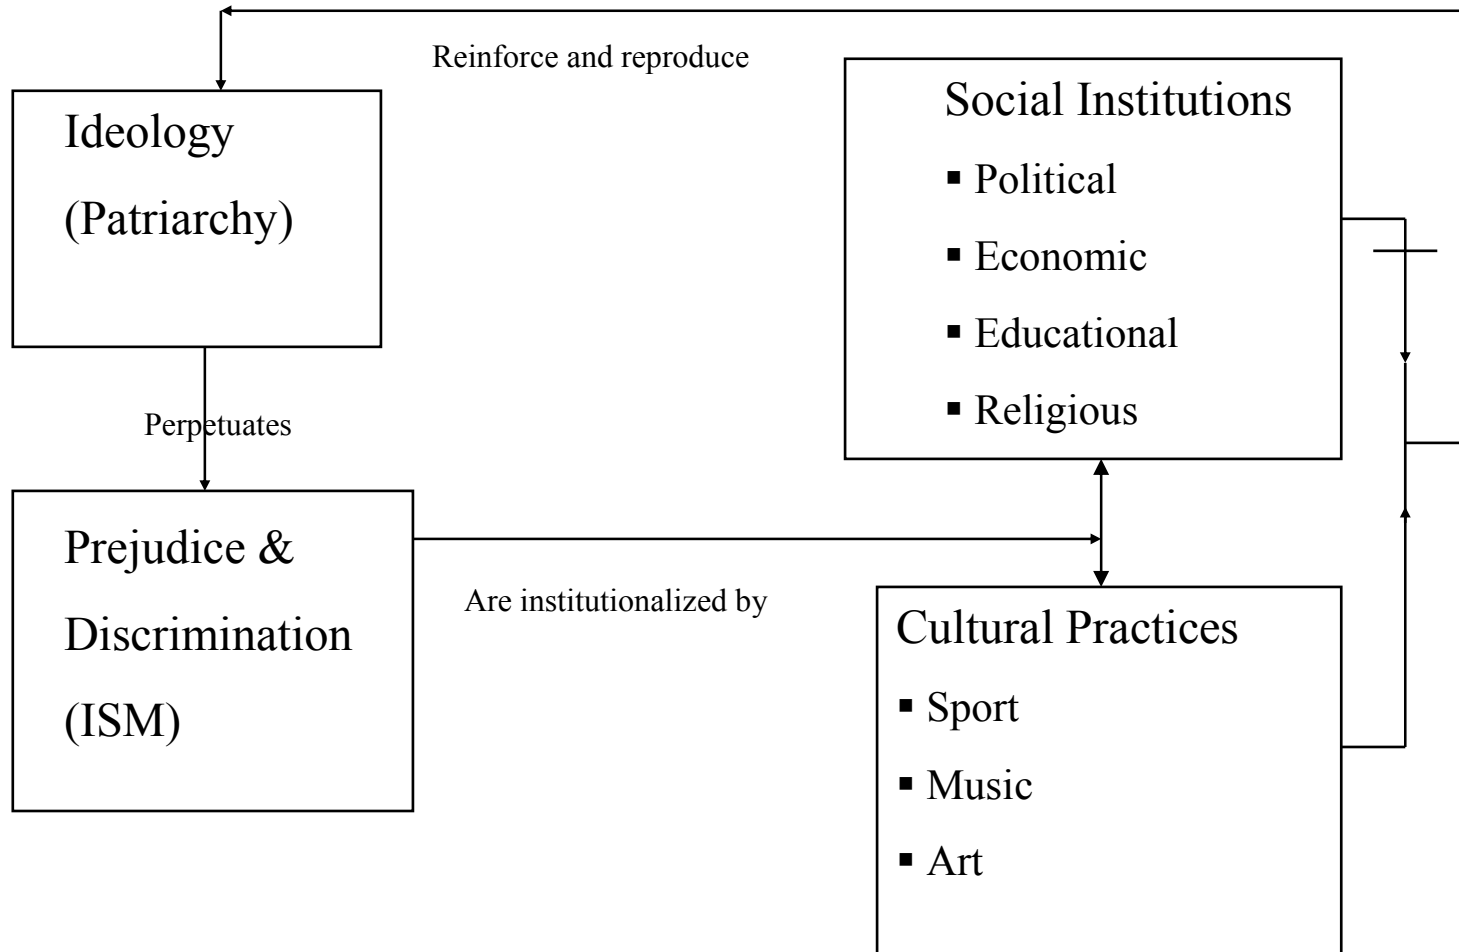 Reinforce and reproduce
Ideology
(Patriarchy)
Perpetuates
Prejudice &
Discrimination
(ISM)
Are institutionalized by
Social Institutions
▪ Political
▪ Economic
▪ Educational
▪ Religious
Cultural Practices
▪ Sport
▪ Music
▪ Art